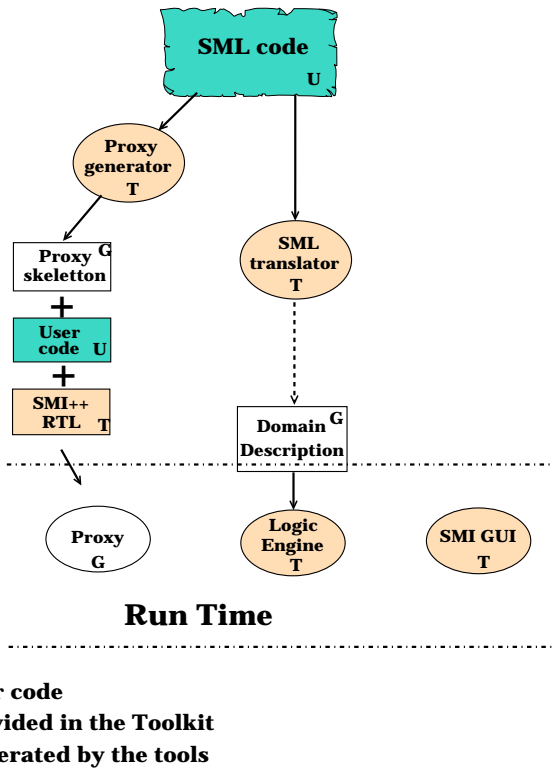 SML code
U
Proxy
generator
T
SML
translator
T
G
Proxy
skeletton
+
User
code U
+
SMI++
RTL T
G
Domain
Description
Proxy
G
Logic
Engine
T
SMI GUI
T
Run Time
r code
vided in the Toolkit
erated by the tools